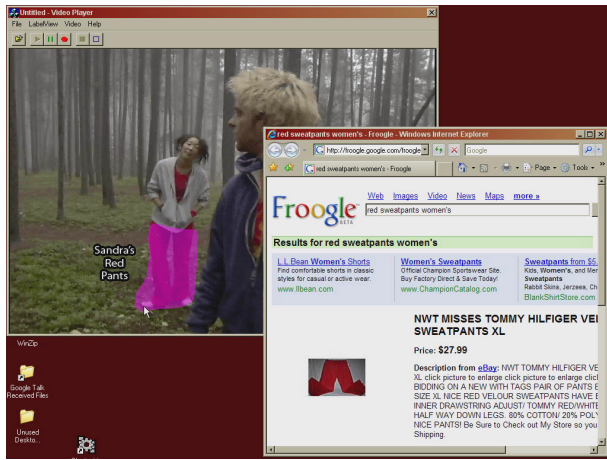 Untitled - Video Player
File LabelView Video Help
Sandra's
Red
Pants
WinZip
Google Talk
Received Files
Unused
Deskto...
red sweatpants women's - Froogle - Windows Internet Explorer
http://froogle.google.com/froogle
Google
red sweatpants women's - Froogle
Page
Tools
Froogle
BETA
Web Images Video News Maps more »
red sweatpants women's
Results for red sweatpants women's
L.L.Bean Women's Shorts
Find comfortable shorts in classic
styles for casual or active wear.
www.llbean.com
Women's Sweatpants
Official Champion Sportswear Site.
Buy Factory Direct & Save Today!
www.ChampionCatalog.com
Sweatpants from $5.
Kids, Women's, and Mer
Sweatpants
Rabbit Skins, Jerzees, Ch
BlankShirtStore.com
NWT MISSES TOMMY HILFIGER VEL
SWEATPANTS XL
Price: $27.99
Description from eBay: NWT TOMMY HILFIGER VE
XL click picture to enlarge click picture to enlarge clic
BIDDING ON A NEW WITH TAGS PAIR OF PANTS B
SIZE XL NICE RED VELOUR SWEATPANTS HAVE E
INNER DRAWSTRING ADJUST/ TOMMY RED/WHITE
HALF WAY DOWN LEGS. 80% COTTON/ 20% POLY
NICE PANTS! Be Sure to Check out My Store so you
Shipping.